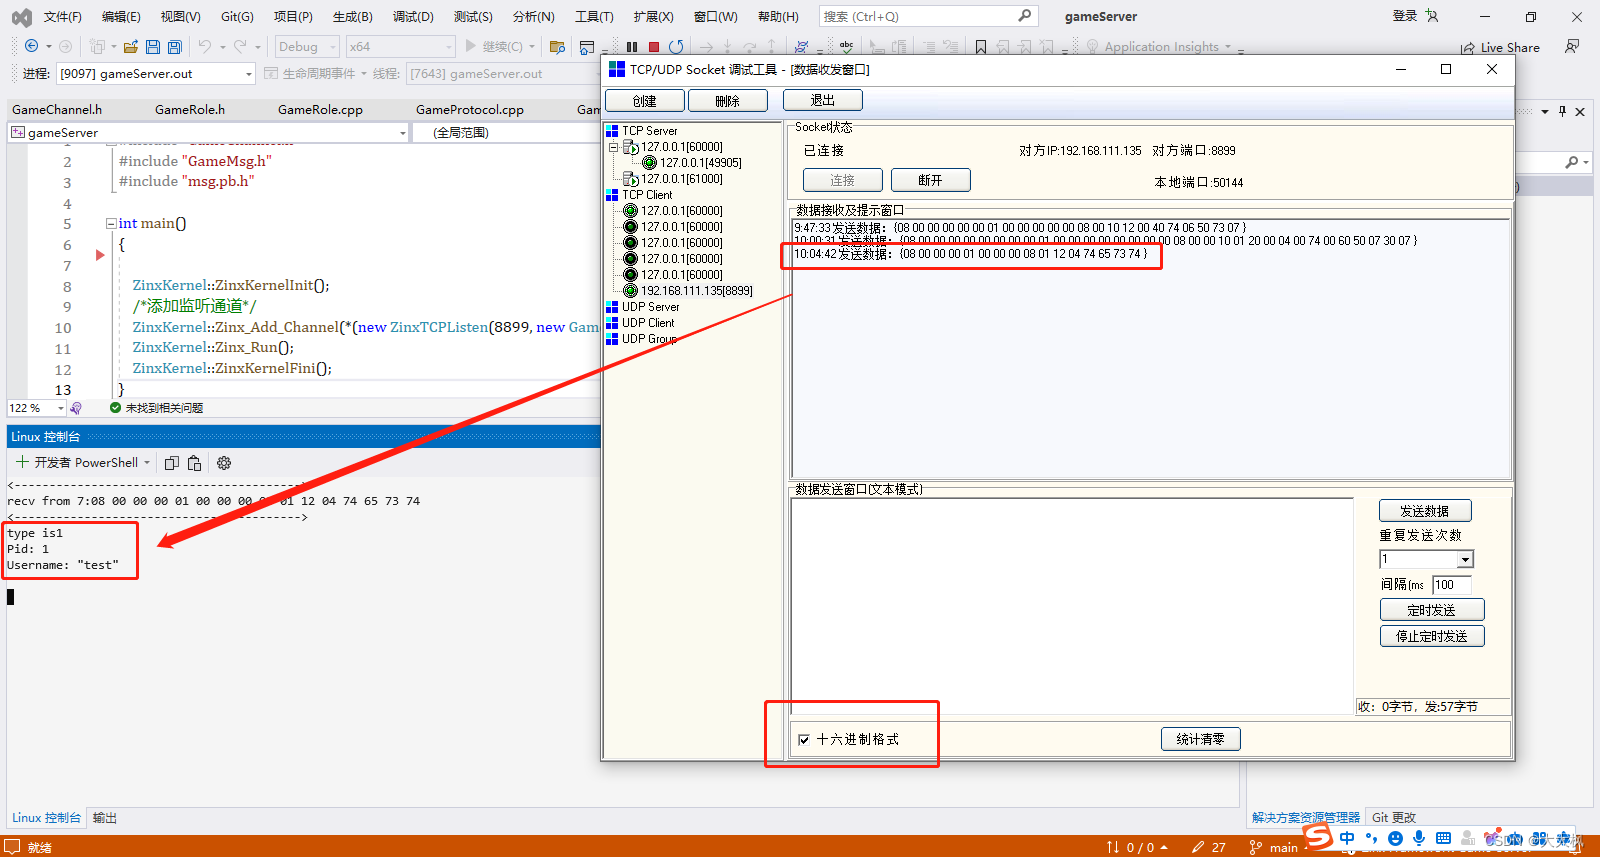 文件(F) 编辑(E) 视图(V) Git(G) 项目(P) 生成(B) 调试(D) 测试(S) 分析(N) 工具(T) 扩展(X) 窗口(W) 帮助(H) 搜索 (Ctrl+Q) gameServer 登录
Debug x64 继续(C) Application Insights Live Share
进程: [9097] gameServer.out 生命周期事件 线程: [7643] gameServer.out
GameChannel.h GameRole.h GameRole.cpp GameProtocol.cpp
gameServer (全局范围)
2 #include "GameMsg.h"
3 #include "msg.pb.h"
4
5 int main()
6 {
7
8 ZinxKernel::ZinxKernelInit();
9 /*添加监听通道*/
10 ZinxKernel::Zinx_Add_Channel(*(new ZinxTCPListen(8899, new Gam
11 ZinxKernel::Zinx_Run();
12 ZinxKernel::ZinxKernelFini();
13 }
122 % 未找到相关问题
Linux 控制台
开发者 PowerShell
recv from 7:08 00 00 00 01 00 00 00 01 12 04 74 65 73 74
<----------------------------------------->
type is1
Pid: 1
Username: "test"
Linux 控制台 输出
就绪
TCP/UDP Socket 调试工具 - [数据收发窗口]
创建 删除 退出
TCP Server
127.0.0.1[60000]
127.0.0.1[49905]
127.0.0.1[61000]
TCP Client
127.0.0.1[60000]
127.0.0.1[60000]
127.0.0.1[60000]
127.0.0.1[60000]
127.0.0.1[60000]
192.168.111.135[8899]
UDP Server
UDP Client
UDP Group
Socket状态
已连接 对方IP:192.168.111.135 对方端口:8899
连接 断开 本地端口:50144
数据接收及提示窗口
9:47:33 发送数据：{08 00 00 00 00 00 01 00 00 00 00 00 00 08 00 10 12 00 40 74 06 50 73 07 }
10:00:31 发送数据：{08 00 00 00 00 00 00 00 00 01 00 00 00 00 00 00 00 00 08 00 00 10 01 20 00 04 00 74 00 60 50 07 30 07 }
10:04:42 发送数据：{08 00 00 00 01 00 00 00 08 01 12 04 74 65 73 74 }
数据发送窗口(文本模式)
发送数据
重复发送次数
1
间隔(ms 100
定时发送
停止定时发送
收：0字节，发:57字节
十六进制格式 统计清零
解决方案资源管理器 Git 更改
0 / 0 27 main 中